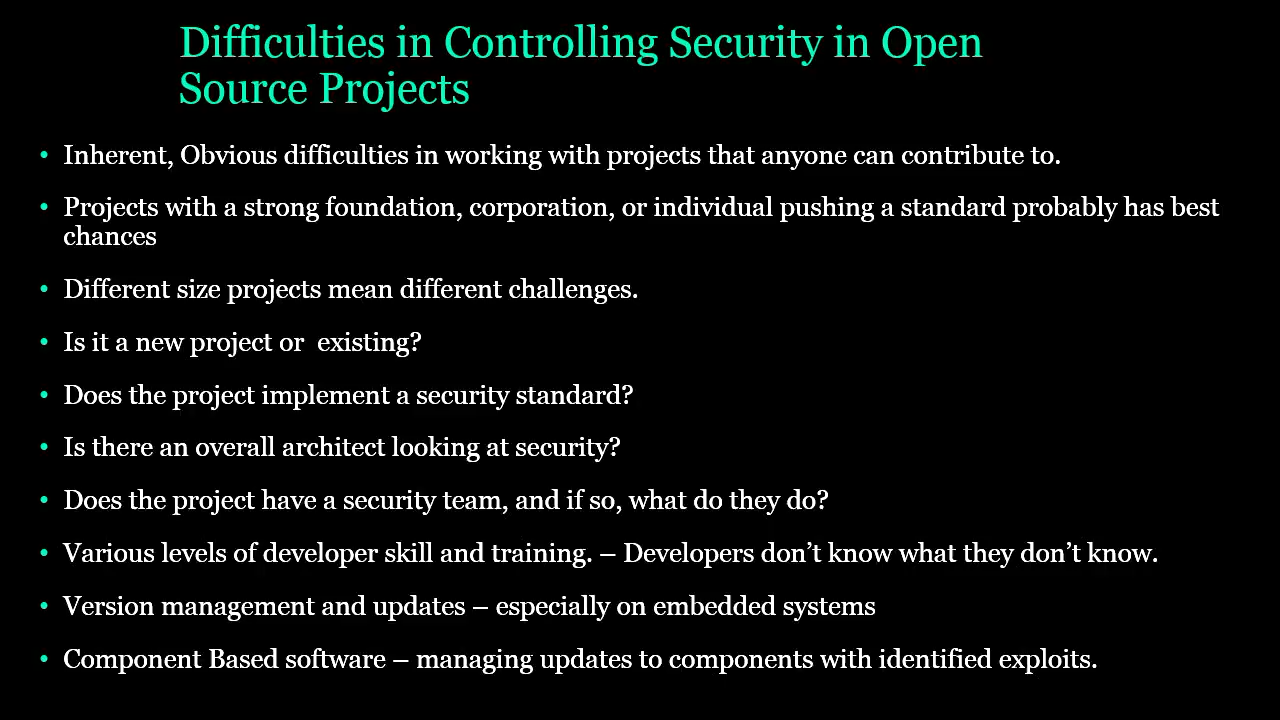 Difficulties in Controlling Security in Open
Source Projects
• Inherent, Obvious difficulties in working with projects that anyone can contribute to.
• Projects with a strong foundation, corporation, or individual pushing a standard probably has best
chances
• Different size projects mean different challenges.
• Is it a new project or  existing?
• Does the project implement a security standard?
• Is there an overall architect looking at security?
• Does the project have a security team, and if so, what do they do?
• Various levels of developer skill and training. – Developers don’t know what they don’t know.
• Version management and updates – especially on embedded systems
• Component Based software – managing updates to components with identified exploits.